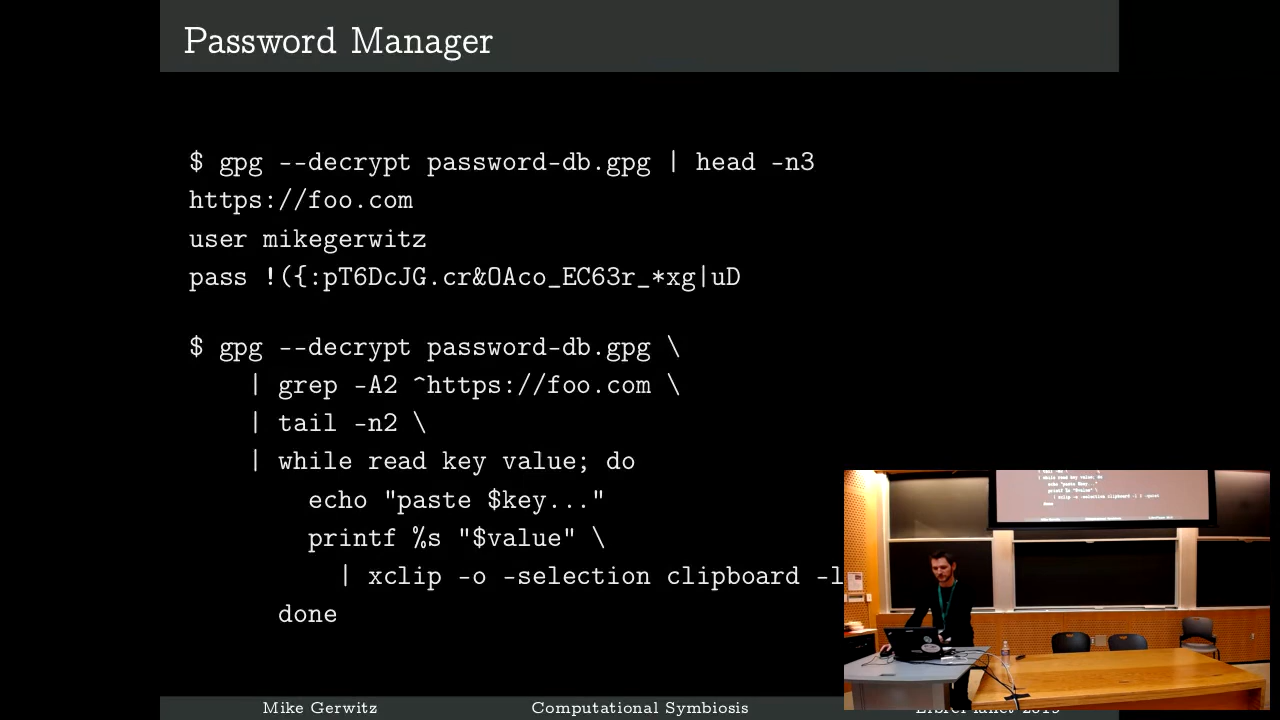 Password Manager
$ gpg --decrypt password-db.gpg | head -n3
https://foo.com
user mikegerwitz
pass !({:pT6DcJG.cr&OAco_EC63r_*xg|uD
$ gpg --decrypt password-db.gpg \
| grep -A2 ^https://foo.com \
| tail -n2 \
| while read key value; do
echo "paste $key..."
printf %s "$value" \
| xclip -o -selection clipboard -l
done
Mike Gerwitz
Computational Symbiosis